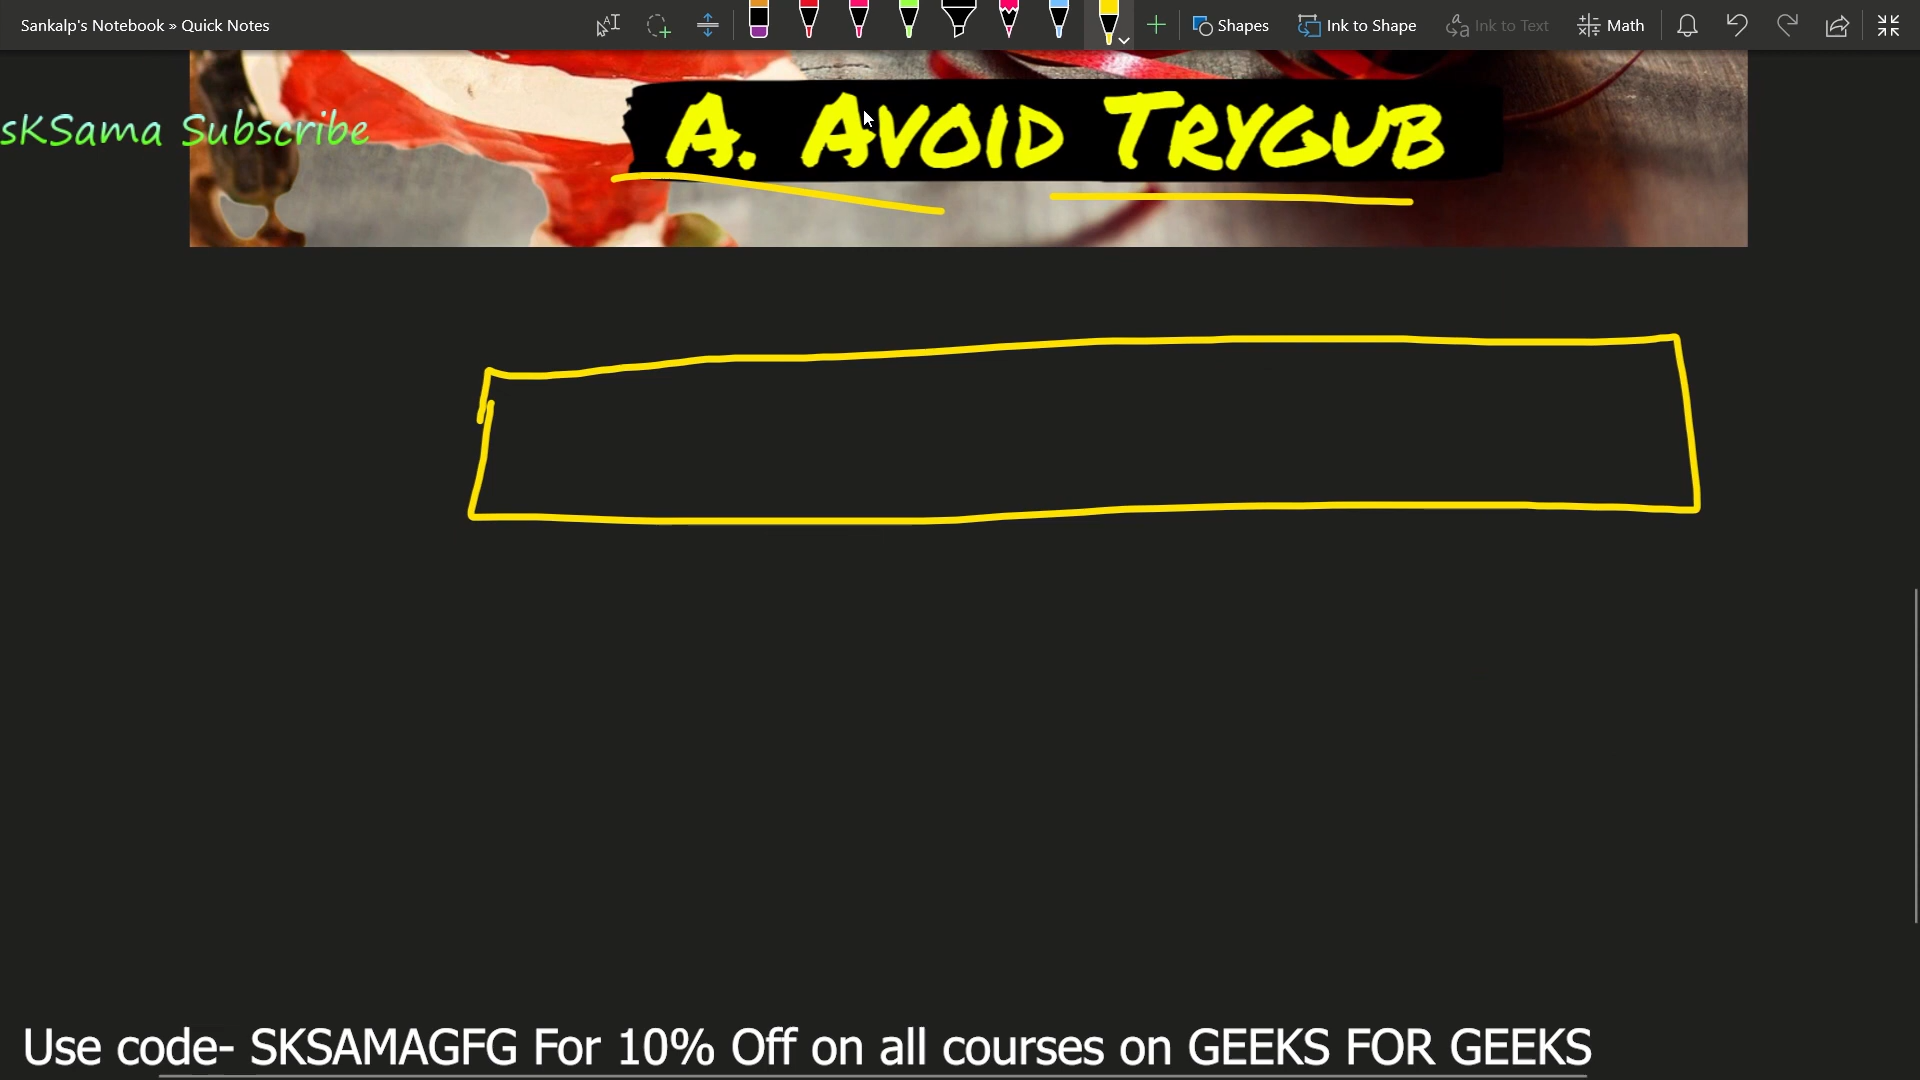 Sankalp's Notebook » Quick Notes
Shapes
Ink to Shape
Ink to Text
Math
A. AVOID TRYGUB
sKSama Subscribe
Use code- SKSAMAGFG For 10% Off on all courses on GEEKS FOR GEEKS